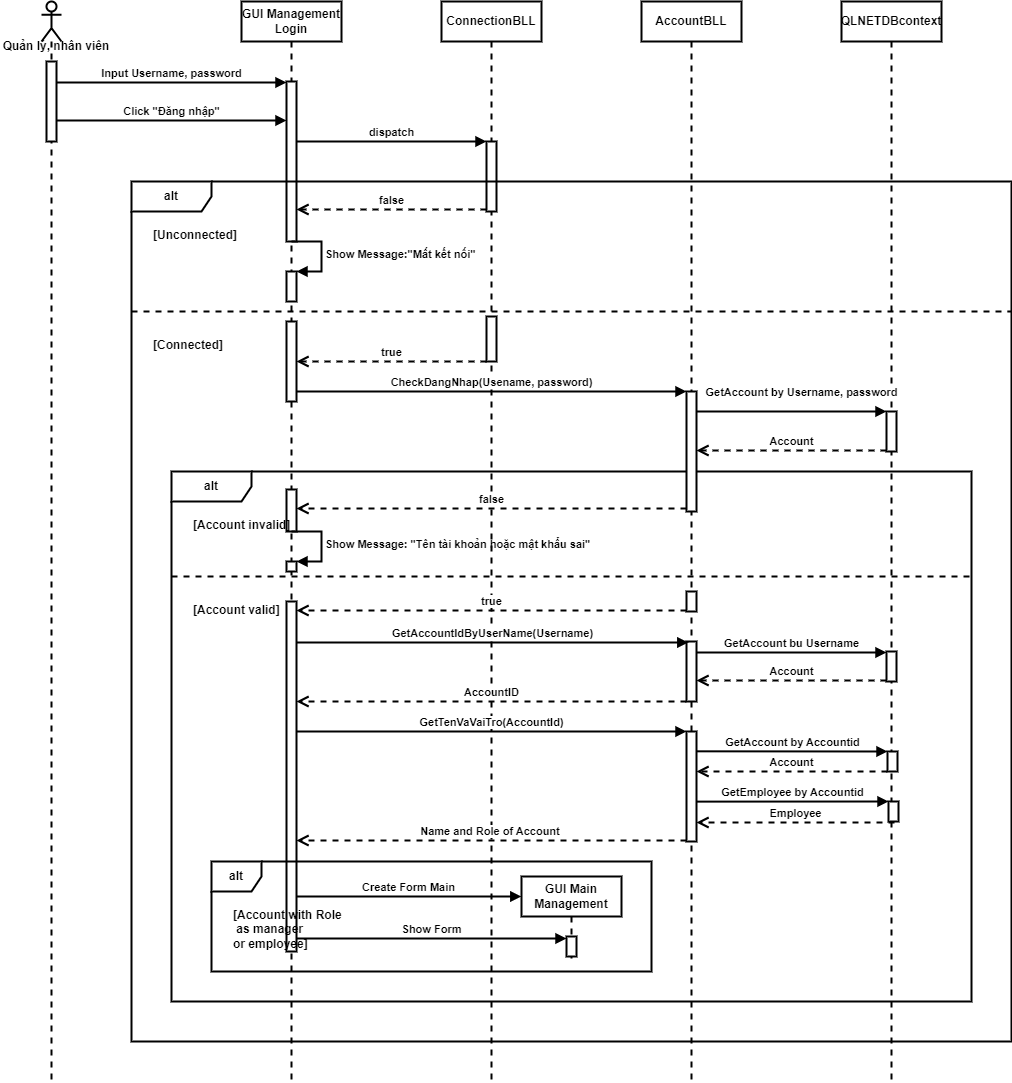 GUI Management
Login
ConnectionBLL
AccountBLL
QLNETDBcontext
Quản lý, nhân viên
Input Username, password
Click "Đăng nhập"
dispatch
alt
false
[Unconnected]
Show Message:"Mất kết nối"
[Connected]
true
CheckDangNhap(Usename, password)
GetAccount by Username, password
Account
alt
false
[Account invalid]
Show Message: "Tên tài khoản hoặc mật khẩu sai"
[Account valid]
true
GetAccountIdByUserName(Username)
GetAccount bu Username
Account
AccountID
GetTenVaVaiTro(AccountId)
GetAccount by Accountid
Account
GetEmployee by Accountid
Employee
Name and Role of Account
alt
Create Form Main
GUI Main
Management
[Account with Role
as manager
or employee]
Show Form